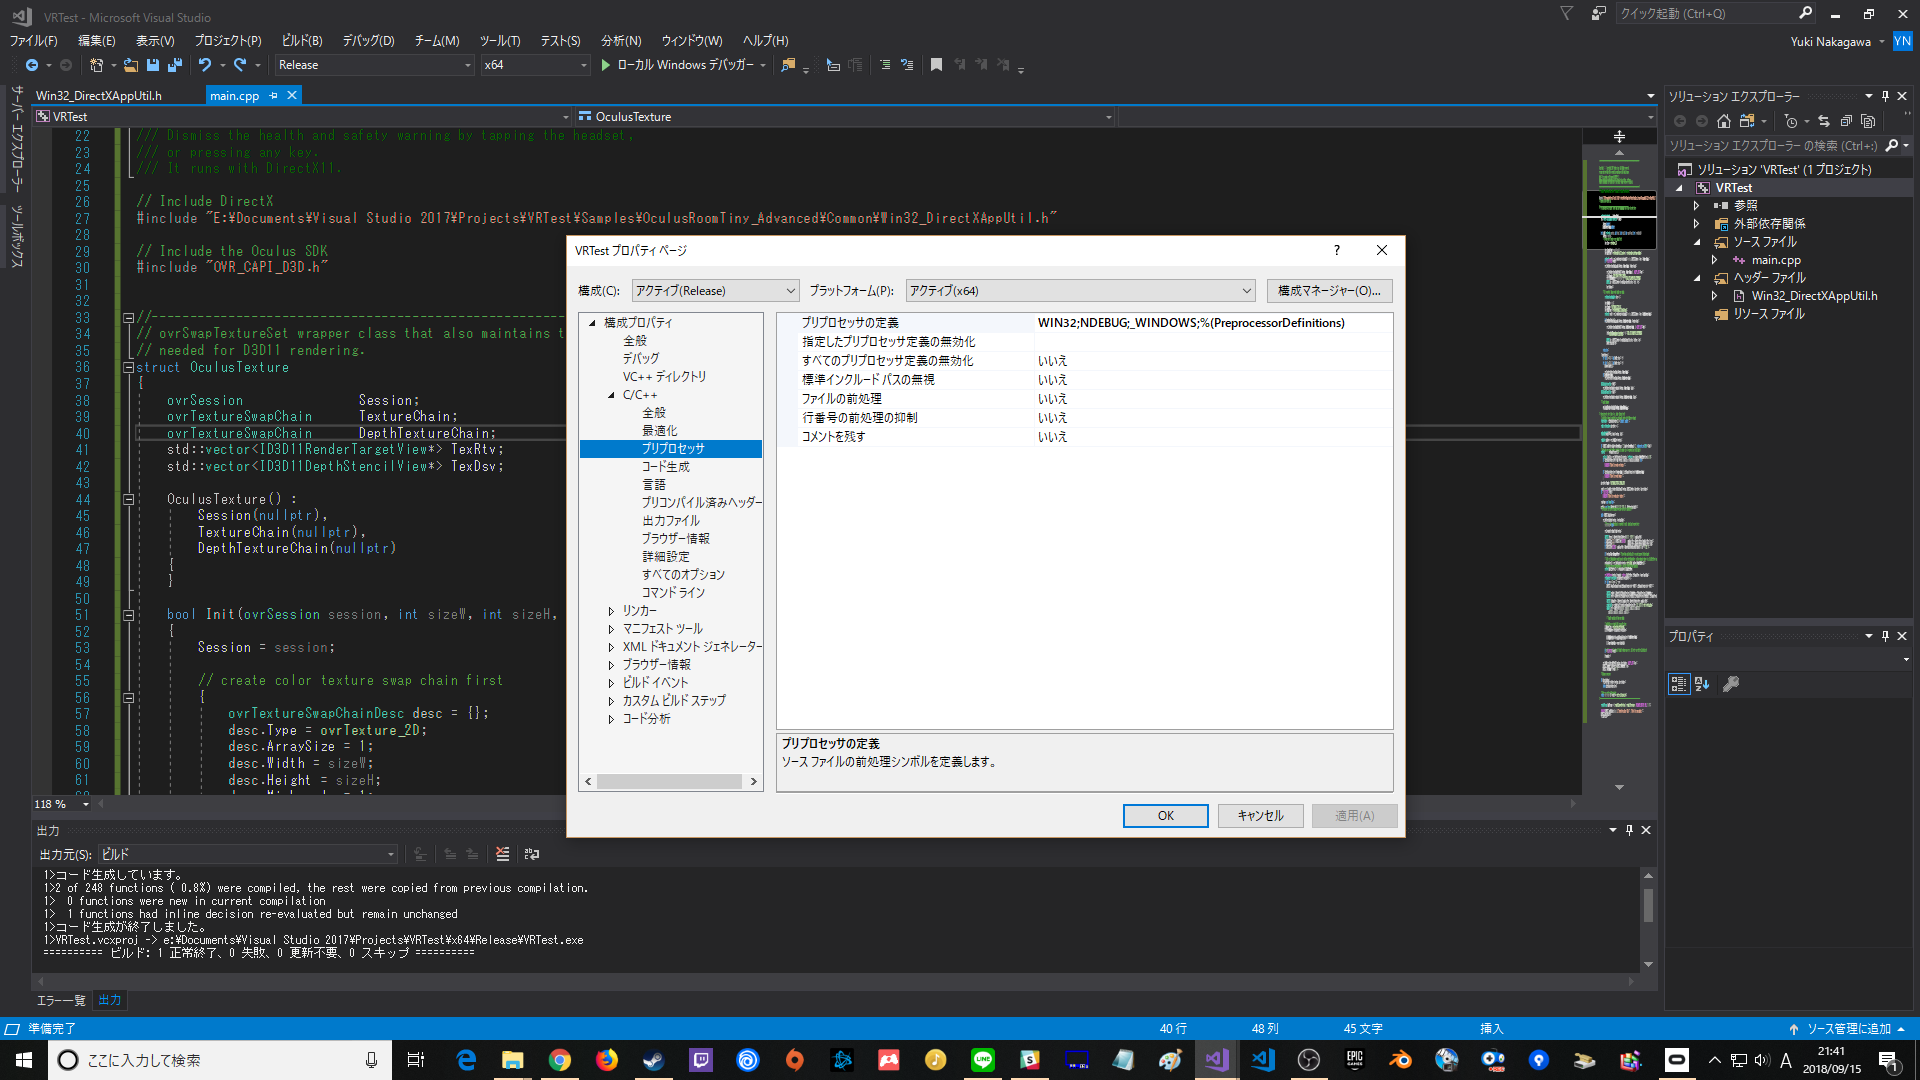 VRTest - Microsoft Visual Studio
クイック起動 (Ctrl+Q)
ファイル(F) 編集(E) 表示(V) プロジェクト(P) ビルド(B) デバッグ(D) チーム(M) ツール(T) テスト(S) 分析(N) ウィンドウ(W) ヘルプ(H)
Yuki Nakagawa YN
Release x64 ローカル Windows デバッガー
サーバー エクスプローラー
ツールボックス
Win32_DirectXAppUtil.h main.cpp
VRTest OculusTexture
22 /// Dismiss the health and safety warning by tapping the headset,
23 /// or pressing any key.
24 /// It runs with DirectX11.
25
26 // Include DirectX
27 #include "E:¥Documents¥Visual Studio 2017¥Projects¥VRTest¥Samples¥OculusRoomTiny_Advanced¥Common¥Win32_DirectXAppUtil.h"
28
29 // Include the Oculus SDK
30 #include "OVR_CAPI_D3D.h"
31
32
33 //-------------------------------------------------------
34 // ovrSwapTextureSet wrapper class that also maintains t
35 // needed for D3D11 rendering.
36 struct OculusTexture
37 {
38 ovrSession Session;
39 ovrTextureSwapChain TextureChain;
40 ovrTextureSwapChain DepthTextureChain;
41 std::vector<ID3D11RenderTargetView*> TexRtv;
42 std::vector<ID3D11DepthStencilView*> TexDsv;
43
44 OculusTexture() :
45 Session(nullptr),
46 TextureChain(nullptr),
47 DepthTextureChain(nullptr)
48 {
49 }
50
51 bool Init(ovrSession session, int sizeW, int sizeH,
52 {
53 Session = session;
54
55 // create color texture swap chain first
56 {
57 ovrTextureSwapChainDesc desc = {};
58 desc.Type = ovrTexture_2D;
59 desc.ArraySize = 1;
60 desc.Width = sizeW;
61 desc.Height = sizeH;
118 %
VRTest プロパティ ページ ?
構成(C): アクティブ(Release) プラットフォーム(P): アクティブ(x64) 構成マネージャー(O)...
構成プロパティ
全般
デバッグ
VC++ ディレクトリ
C/C++
全般
最適化
プリプロセッサ
コード生成
言語
プリコンパイル済みヘッダー
出力ファイル
ブラウザー情報
詳細設定
すべてのオプション
コマンド ライン
リンカー
マニフェスト ツール
XML ドキュメント ジェネレーター
ブラウザー情報
ビルド イベント
カスタム ビルド ステップ
コード分析
プリプロセッサの定義 WIN32;NDEBUG;_WINDOWS;%(PreprocessorDefinitions)
指定したプリプロセッサ定義の無効化
すべてのプリプロセッサ定義の無効化 いいえ
標準インクルード パスの無視 いいえ
ファイルの前処理 いいえ
行番号の前処理の抑制 いいえ
コメントを残す いいえ
プリプロセッサの定義
ソース ファイルの前処理シンボルを定義します。
OK キャンセル 適用(A)
ソリューション エクスプローラー
ソリューション エクスプローラー の検索 (Ctrl+:)
ソリューション 'VRTest' (1 プロジェクト)
VRTest
参照
外部依存関係
ソース ファイル
main.cpp
ヘッダー ファイル
Win32_DirectXAppUtil.h
リソース ファイル
プロパティ
出力
出力元(S): ビルド
1>コード生成しています。
1>2 of 248 functions ( 0.8%) were compiled, the rest were copied from previous compilation.
1> 0 functions were new in current compilation
1> 1 functions had inline decision re-evaluated but remain unchanged
1>コード生成が終了しました。
1>VRTest.vcxproj -> e:¥Documents¥Visual Studio 2017¥Projects¥VRTest¥x64¥Release¥VRTest.exe
========== ビルド: 1 正常終了、0 失敗、0 更新不要、0 スキップ ==========
エラー一覧 出力
準備完了 40 行 48 列 45 文字 挿入 ソース管理に追加
ここに入力して検索
EPIC GAMES
A
21:41
2018/09/15
1